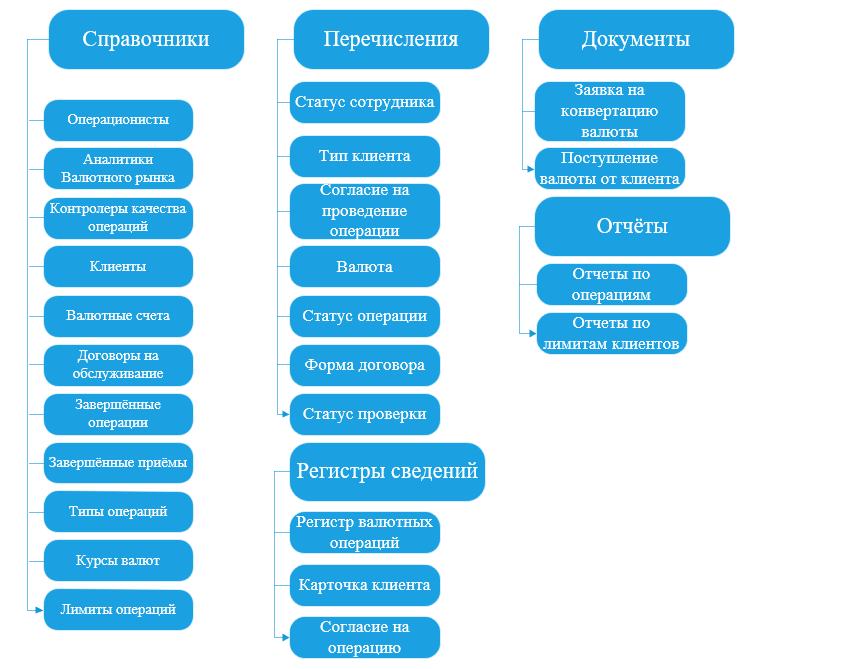 Справочники
Операционисты
Аналитики
Валютного рынка
Контролеры качества
операций
Клиенты
Валютные счета
Договоры на
обслуживание
Завершённые
операции
Завершённые приёмы
Типы операций
Курсы валют
Лимиты операций
Перечисления
Статус сотрудника
Тип клиента
Согласие на
проведение
операции
Валюта
Статус операции
Форма договора
Статус проверки
Регистры сведений
Регистр валютных
операций
Карточка клиента
Согласие на
операцию
Документы
Заявка на
конвертацию
валюты
Поступление
валюты от клиента
Отчёты
Отчеты по
операциям
Отчеты по
лимитам клиентов